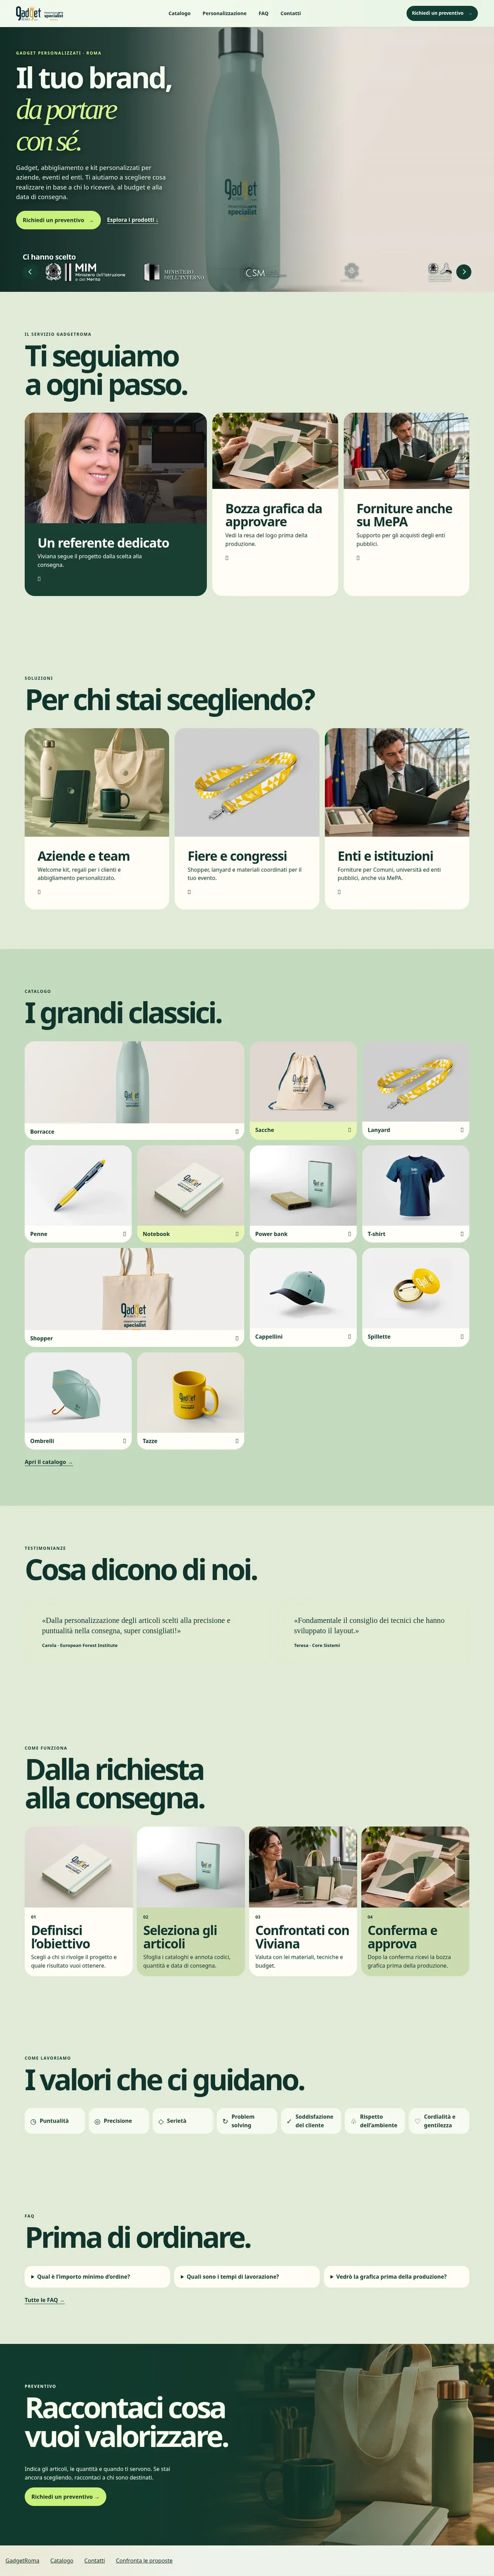 gadget
specialist
Catalogo
Personalizzazione
FAQ
Contatti
Richiedi un preventivo →
GADGET PERSONALIZZATI · ROMA
Il tuo brand,
da portare
con sé.
Gadget, abbigliamento e kit personalizzati per
aziende, eventi ed enti. Ti aiutiamo a scegliere cosa
realizzare in base a chi lo riceverà, al budget e alla
data di consegna.
Richiedi un preventivo →
Esplora i prodotti ↓
gadget
specialist
Ci hanno scelto
MIM
Ministero dell'Istruzione
e del Merito
MINISTERO
DELL'INTERNO
CSM
IL SERVIZIO GADGETROMA
Ti seguiamo
a ogni passo.
Un referente dedicato
Viviana segue il progetto dalla scelta alla
consegna.
Bozza grafica da
approvare
Vedi la resa del logo prima della
produzione.
Forniture anche
su MePA
Supporto per gli acquisti degli enti
pubblici.
SOLUZIONI
Per chi stai scegliendo?
Aziende e team
Welcome kit, regali per i clienti e
abbigliamento personalizzato.
Fiere e congressi
Shopper, lanyard e materiali coordinati per il
tuo evento.
Enti e istituzioni
Forniture per Comuni, università ed enti
pubblici, anche via MePA.
CATALOGO
I grandi classici.
Borracce
Sacche
Lanyard
Penne
Notebook
Power bank
T-shirt
gadget
specialist
Shopper
Cappellini
Spillette
Ombrelli
Tazze
Apri il catalogo →
TESTIMONIANZE
Cosa dicono di noi.
«Dalla personalizzazione degli articoli scelti alla precisione e
puntualità nella consegna, super consigliati!»
Carola · European Forest Institute
«Fondamentale il consiglio dei tecnici che hanno
sviluppato il layout.»
Teresa · Core Sistemi
COME FUNZIONA
Dalla richiesta
alla consegna.
01
Definisci
l'obiettivo
Scegli a chi si rivolge il progetto e
quale risultato vuoi ottenere.
02
Seleziona gli
articoli
Sfoglia i cataloghi e annota codici,
quantità e data di consegna.
03
Confrontati con
Viviana
Valuta con lei materiali, tecniche e
budget.
04
Conferma e
approva
Dopo la conferma ricevi la bozza
grafica prima della produzione.
COME LAVORIAMO
I valori che ci guidano.
Puntualità
Precisione
Serietà
Problem
solving
Soddisfazione
del cliente
Rispetto
dell'ambiente
Cordialità e
gentilezza
FAQ
Prima di ordinare.
Qual è l'importo minimo d'ordine?
Quali sono i tempi di lavorazione?
Vedrò la grafica prima della produzione?
Tutte le FAQ →
PREVENTIVO
Raccontaci cosa
vuoi valorizzare.
Indica gli articoli, le quantità e quando ti servono. Se stai
ancora scegliendo, raccontaci a chi sono destinati.
Richiedi un preventivo →
GadgetRoma
Catalogo
Contatti
Confronta le proposte